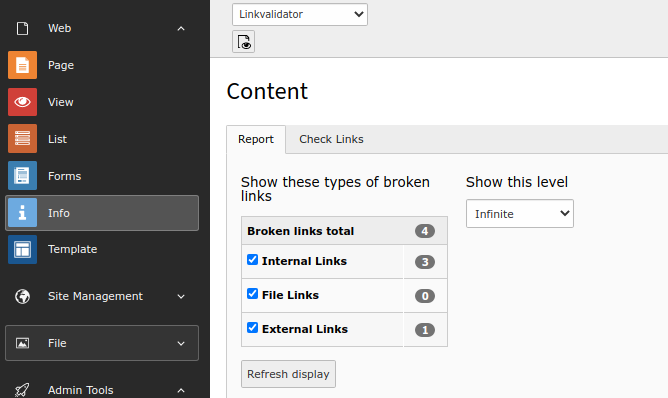 Web
Page
View
List
Forms
Info
Template
Site Management
File
Admin Tools
Linkvalidator
Content
Report
Check Links
Show these types of broken
links
Broken links total 4
Internal Links 3
File Links 0
External Links 1
Refresh display
Show this level
Infinite